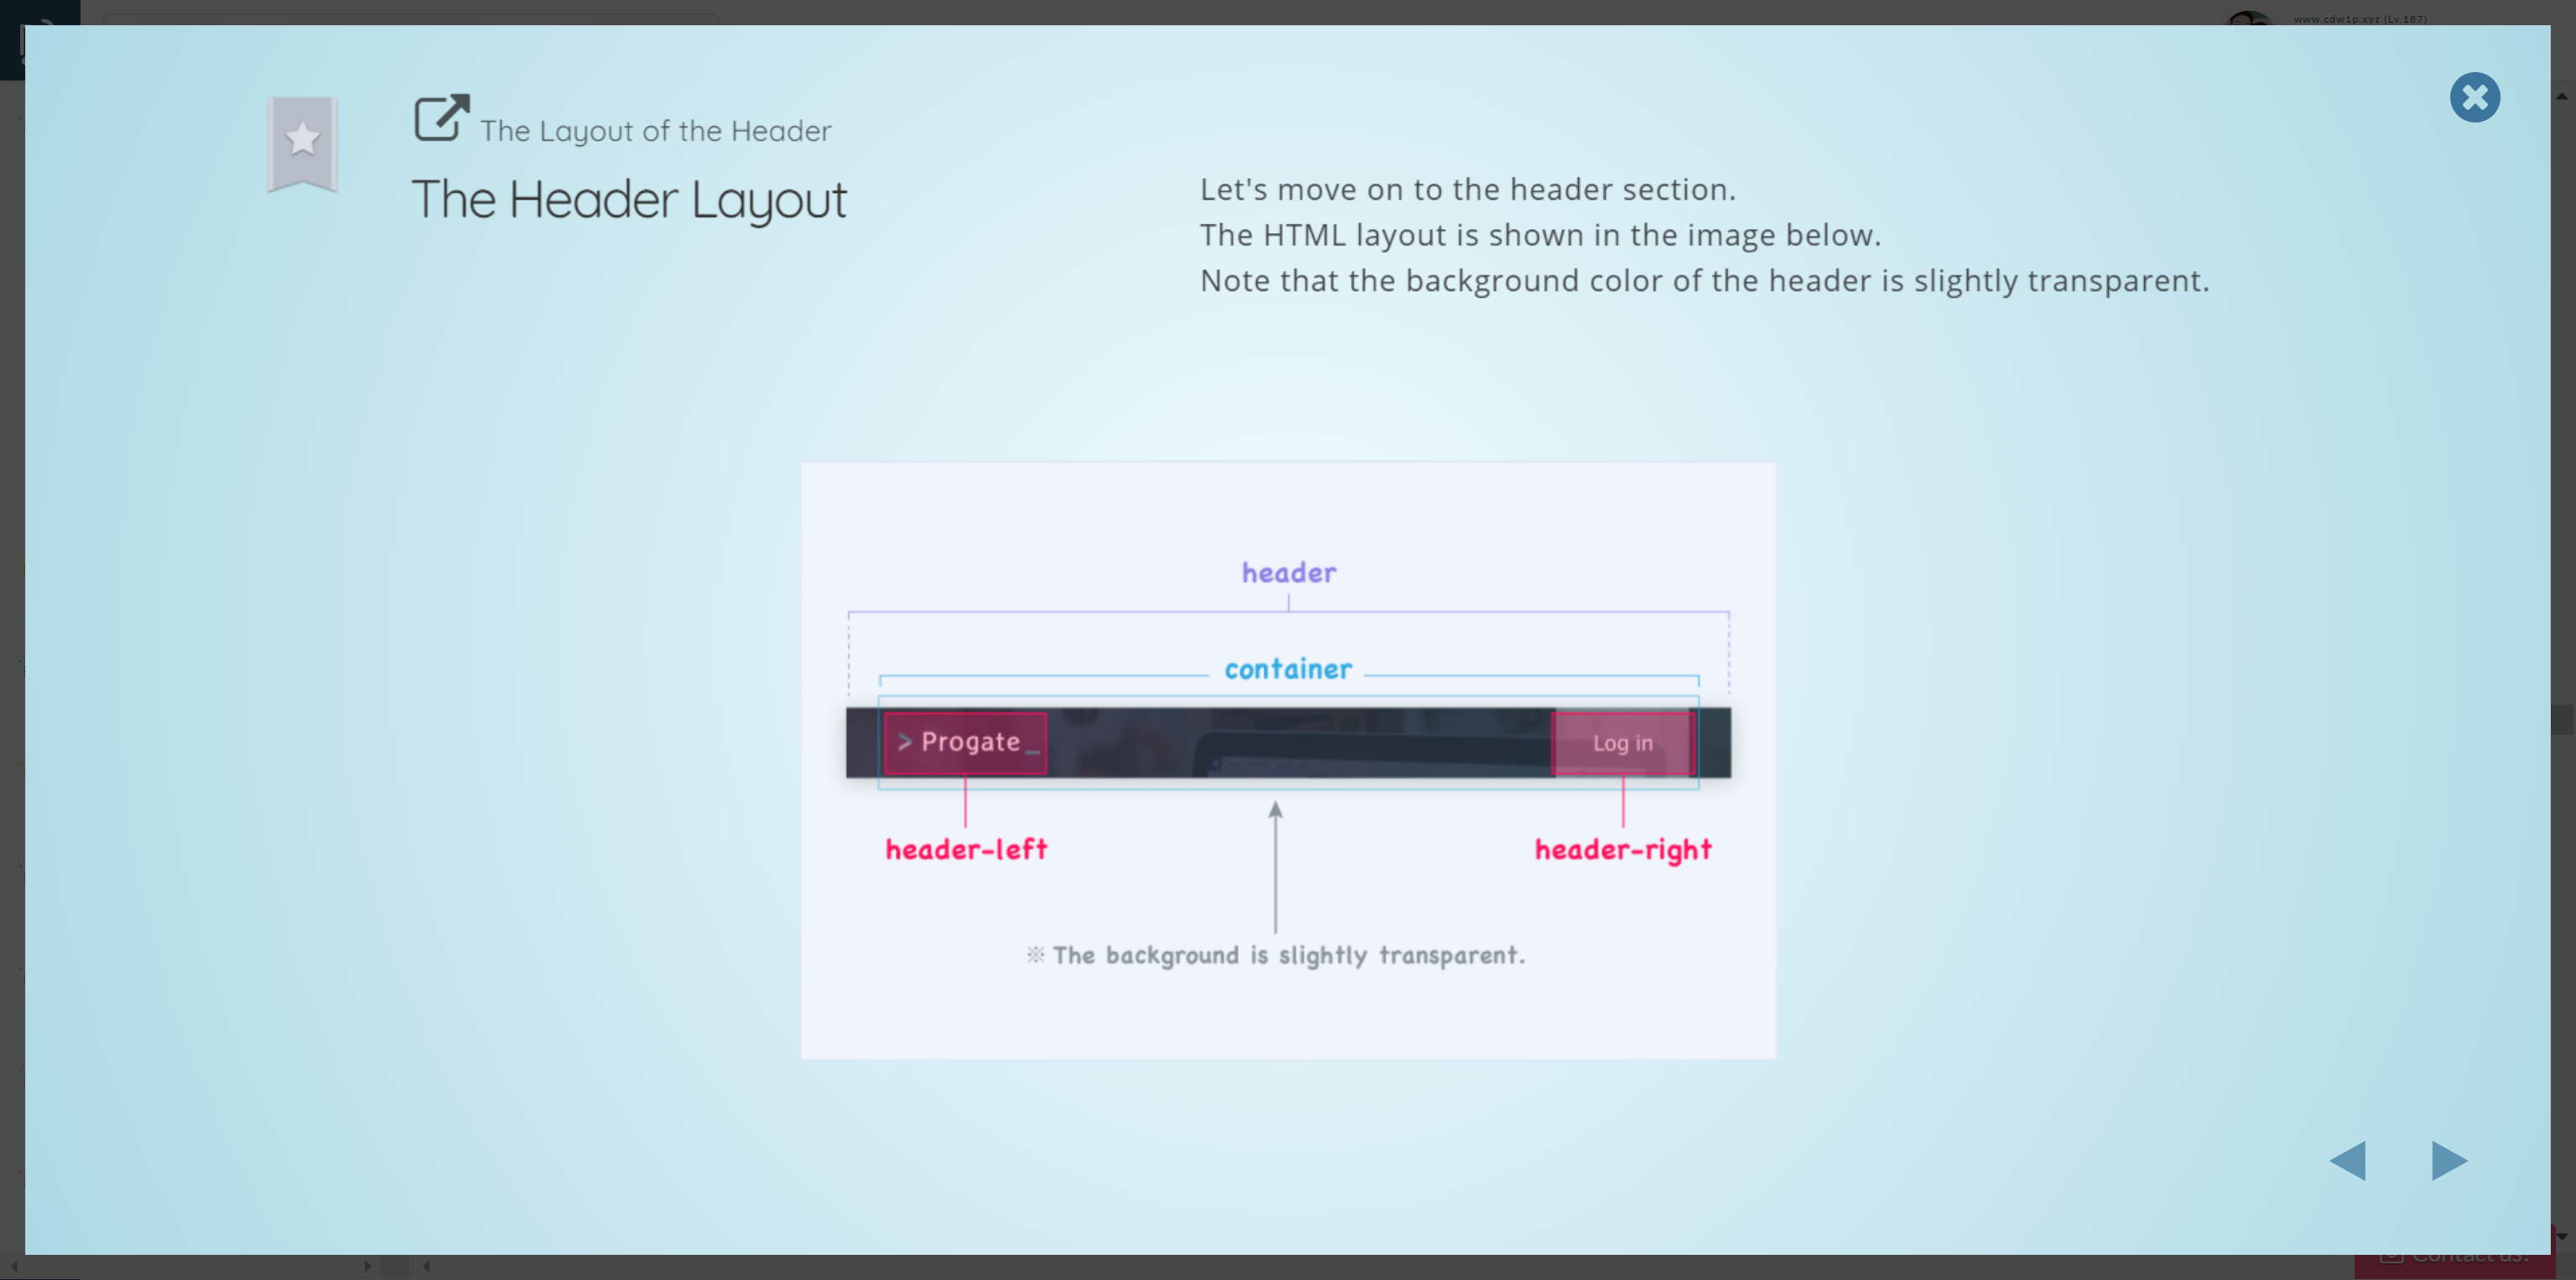 www.cdw1p.xyz (Lv.187)
The Layout of the Header
The Header Layout
Let's move on to the header section.
The HTML layout is shown in the image below.
Note that the background color of the header is slightly transparent.
header
container
> Progate_
Log in
header-left
header-right
※ The background is slightly transparent.
Contact us!